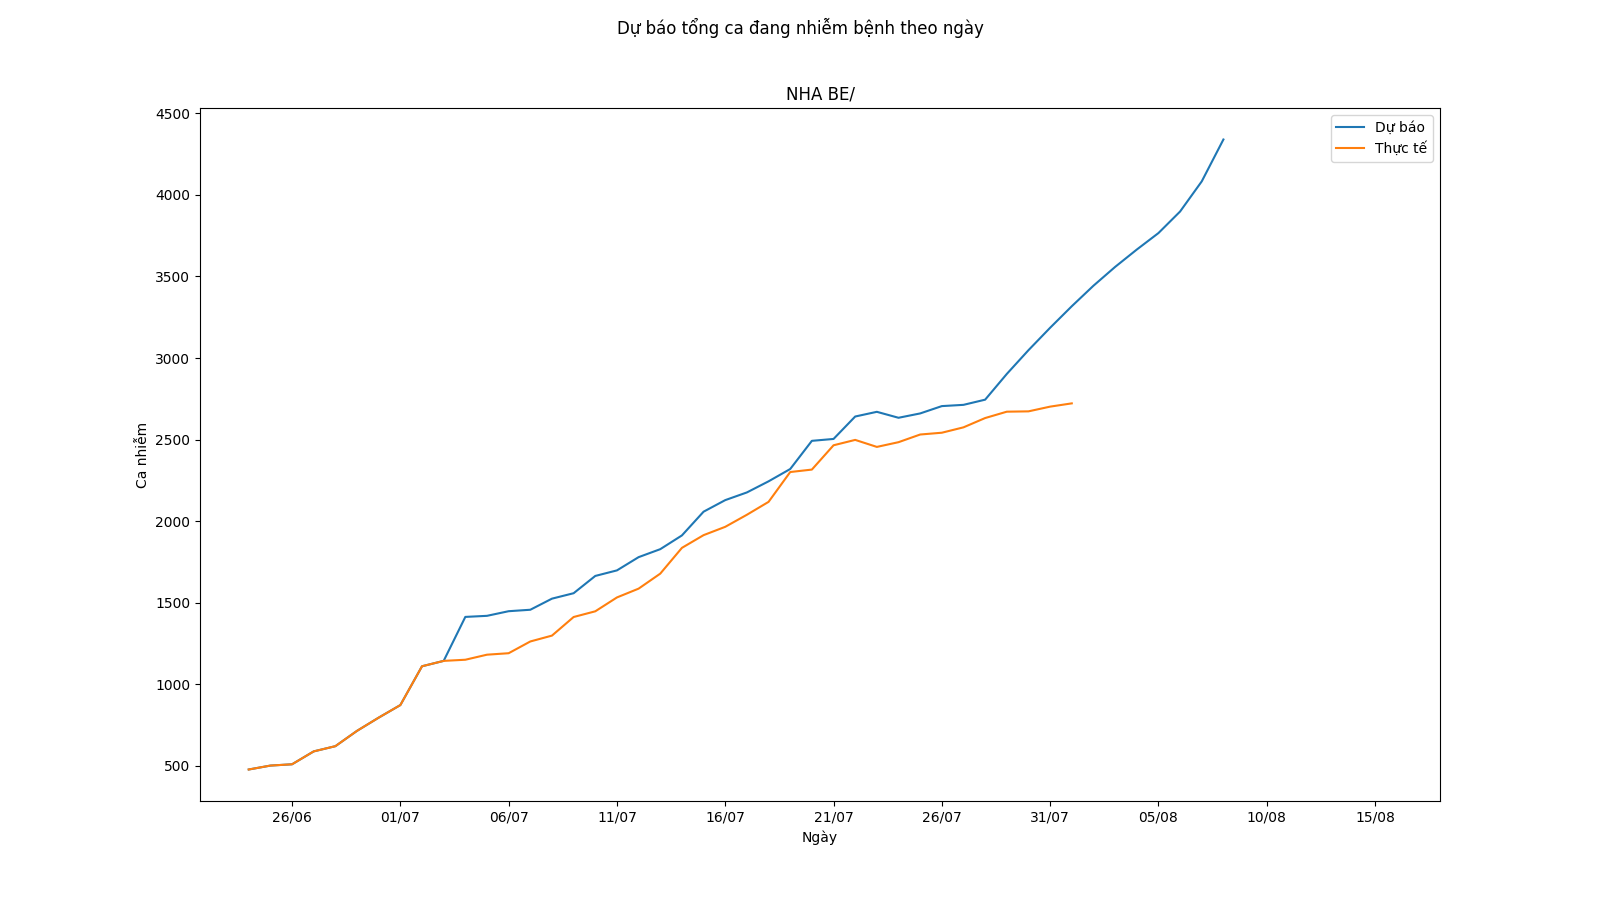 Dự báo tổng ca đang nhiễm bệnh theo ngày
NHA BE/
Dự báo
Thực tế
4500
4000
3500
3000
2500
2000
1500
1000
500
Ca nhiễm
26/06 01/07 06/07 11/07 16/07 21/07 26/07 31/07 05/08 10/08 15/08
Ngày